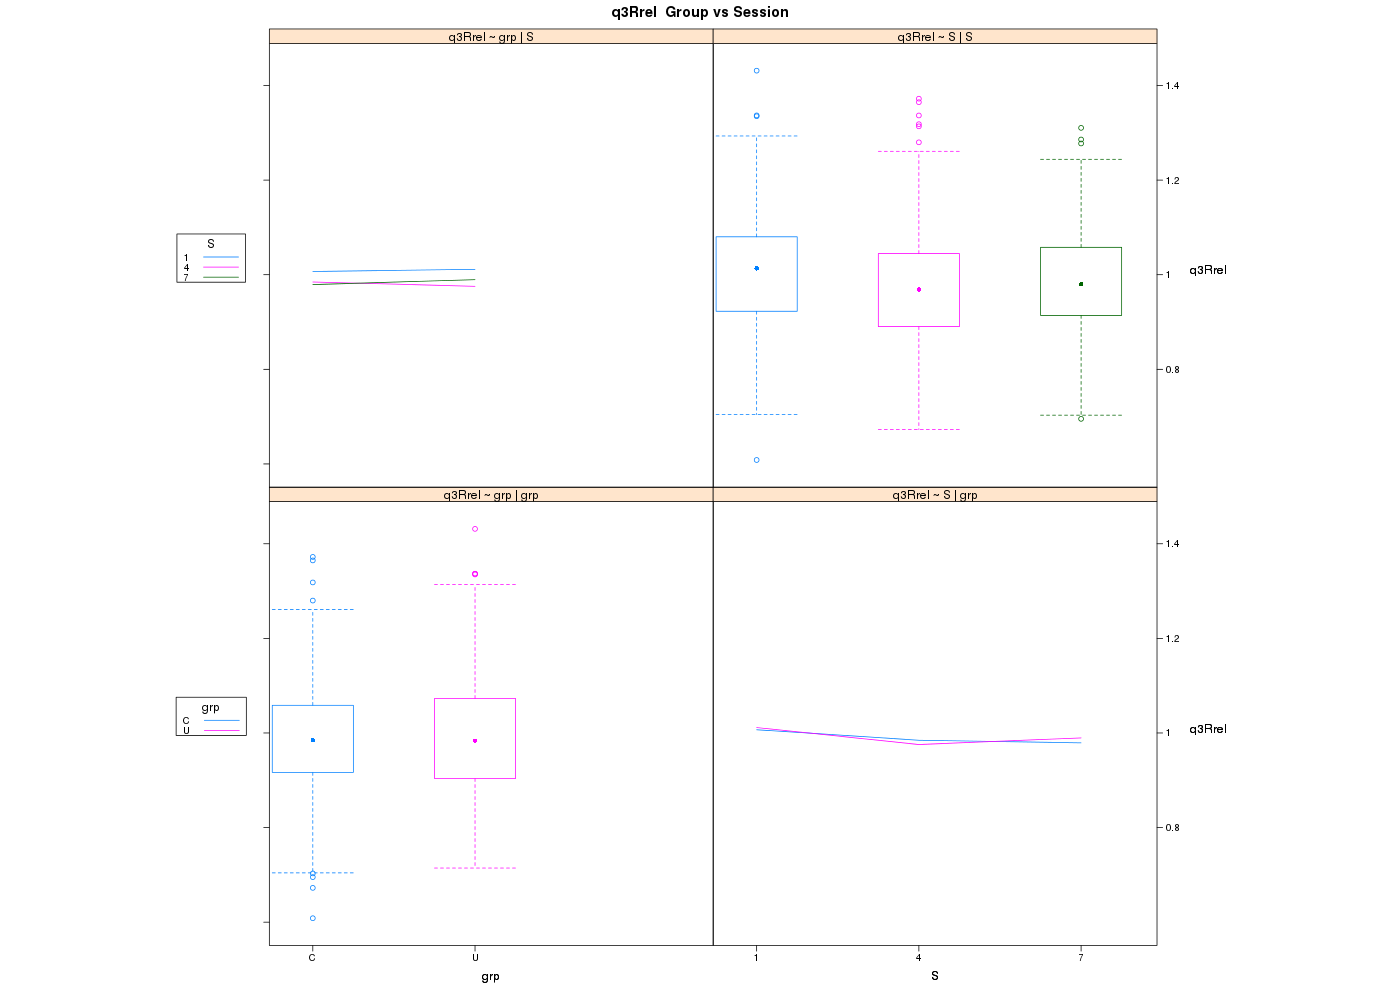 q3Rrel  Group vs Session
q3Rrel ~ grp | S
q3Rrel ~ S | S
1.4
1.2
1
0.8
q3Rrel
S
1
4
7
q3Rrel ~ grp | grp
q3Rrel ~ S | grp
1.4
1.2
1
0.8
q3Rrel
grp
C
U
C
U
grp
1
4
7
S